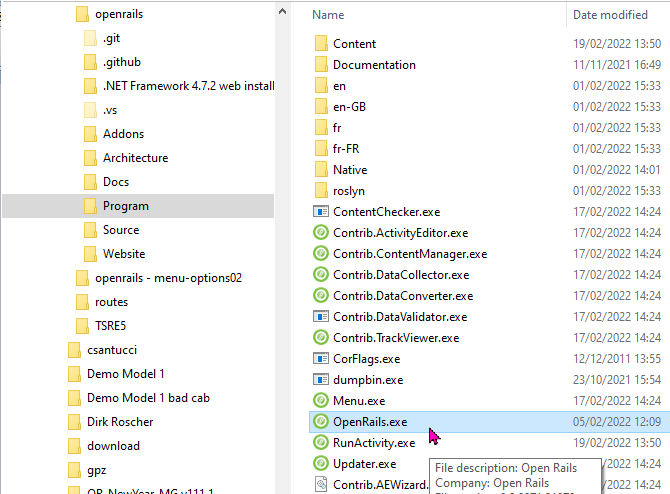 openrails
.git
.github
.NET Framework 4.7.2 web instal
.vs
Addons
Architecture
Docs
Program
Source
Website
openrails - menu-options02
routes
TSRE5
csantucci
Demo Model 1
Demo Model 1 bad cab
Dirk Roscher
download
gpz
Name Date modified
Content 19/02/2022 13:50
Documentation 11/11/2021 16:49
en 01/02/2022 15:33
en-GB 01/02/2022 15:33
fr 01/02/2022 15:33
fr-FR 01/02/2022 15:33
Native 01/02/2022 14:01
roslyn 01/02/2022 15:33
ContentChecker.exe 17/02/2022 14:24
Contrib.ActivityEditor.exe 17/02/2022 14:24
Contrib.ContentManager.exe 17/02/2022 14:24
Contrib.DataCollector.exe 17/02/2022 14:24
Contrib.DataConverter.exe 17/02/2022 14:24
Contrib.DataValidator.exe 17/02/2022 14:24
Contrib.TrackViewer.exe 17/02/2022 14:24
CorFlags.exe 12/12/2011 13:55
dumpbin.exe 23/10/2021 15:54
Menu.exe 17/02/2022 14:24
OpenRails.exe 05/02/2022 12:09
RunActivity.exe 19/02/2022 13:50
Updater.exe 17/02/2022 14:24
Contrib.AEWizard. 17/02/2022 14:24
File description: Open Rails
Company: Open Rails